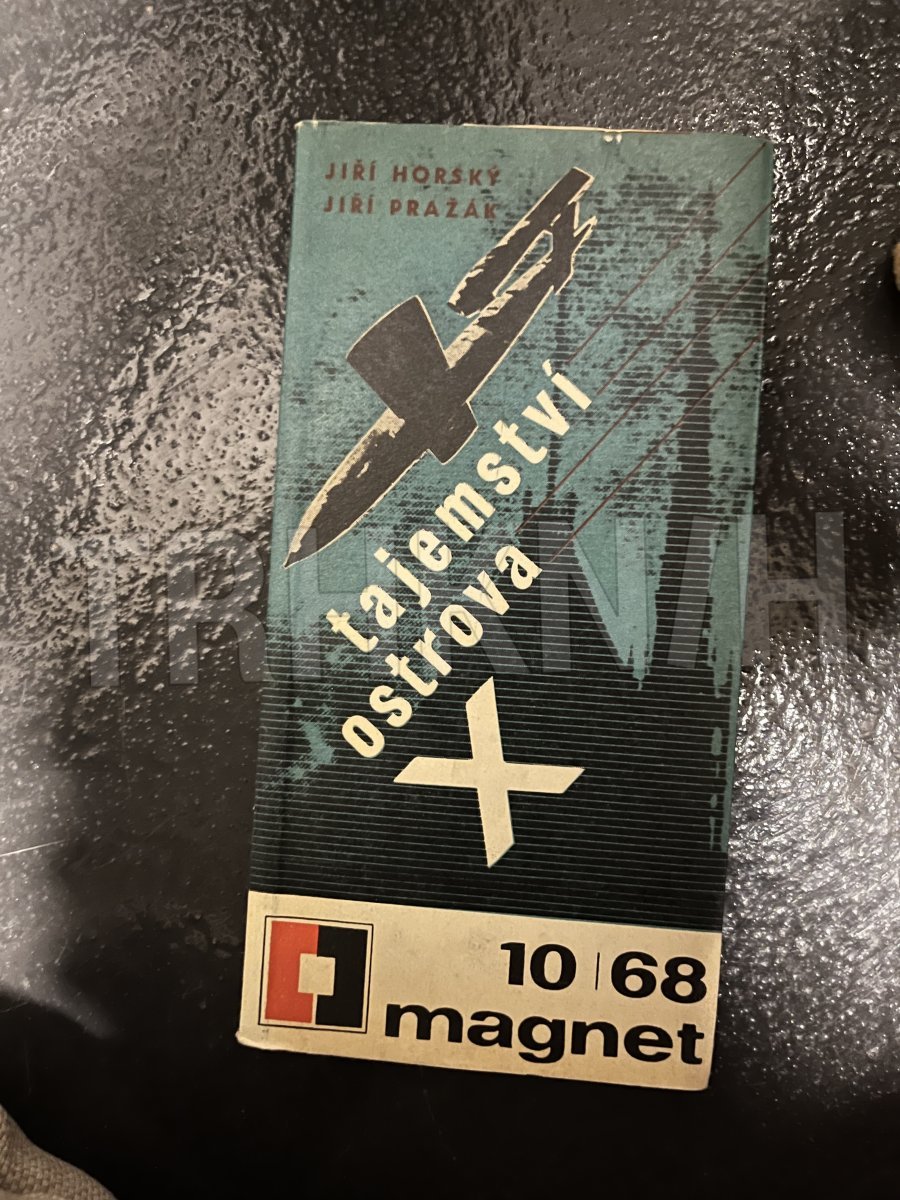 JIŘÍ HORSKÝ
JIŘÍ PRAŽÁK
tajemství
ostrova
X
10 | 68
magnet